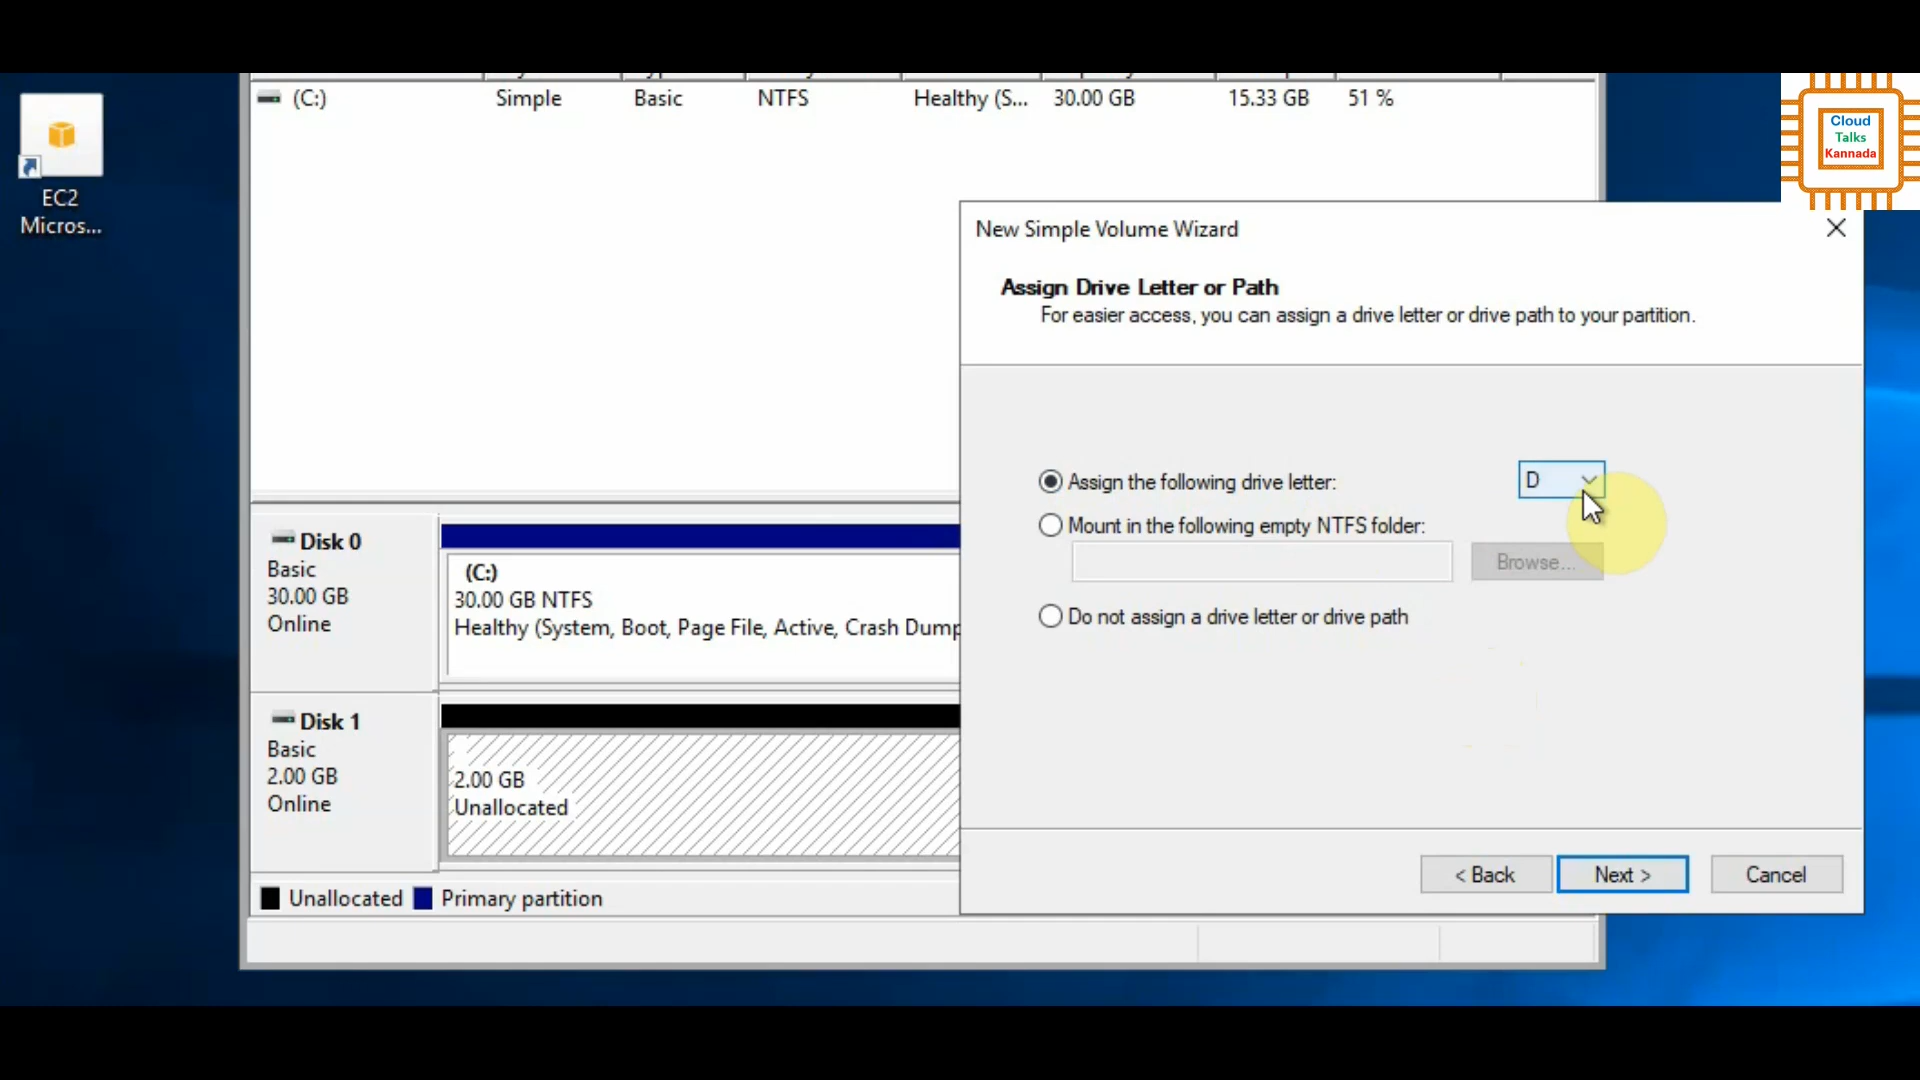 (C:) Simple Basic NTFS Healthy (S... 30.00 GB 15.33 GB 51 %
Cloud
Talks
Kannada
EC2
Micros...
New Simple Volume Wizard
Assign Drive Letter or Path
For easier access, you can assign a drive letter or drive path to your partition.
Assign the following drive letter: D
Mount in the following empty NTFS folder:
Browse...
Do not assign a drive letter or drive path
< Back Next > Cancel
Disk 0
Basic
30.00 GB
Online
(C:)
30.00 GB NTFS
Healthy (System, Boot, Page File, Active, Crash Dump
Disk 1
Basic
2.00 GB
Online
2.00 GB
Unallocated
Unallocated Primary partition